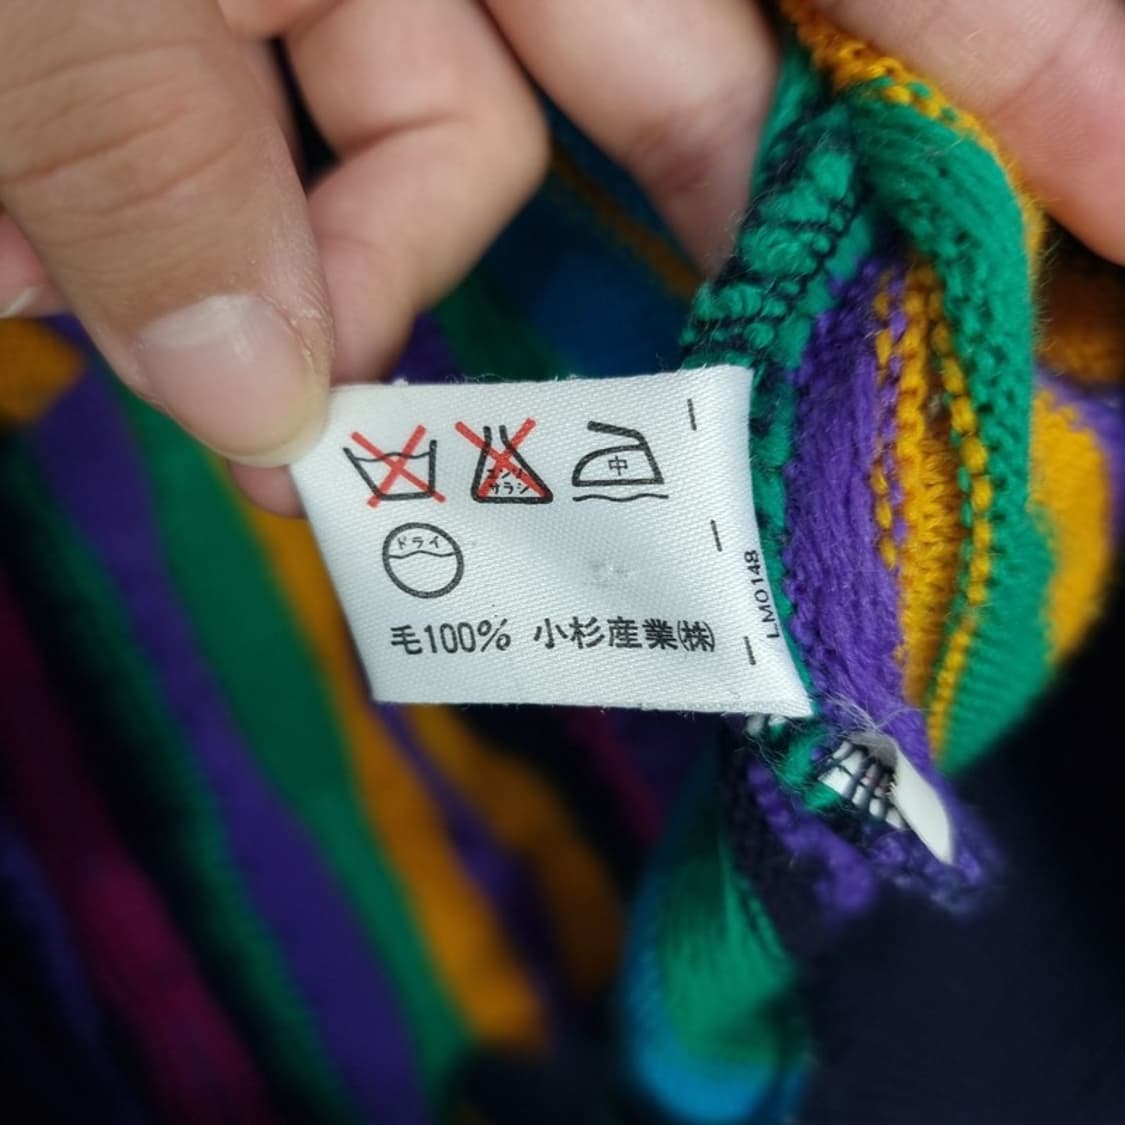 エンソ
サラシ
中
ドライ
毛100% 小杉産業㈱
LM0148